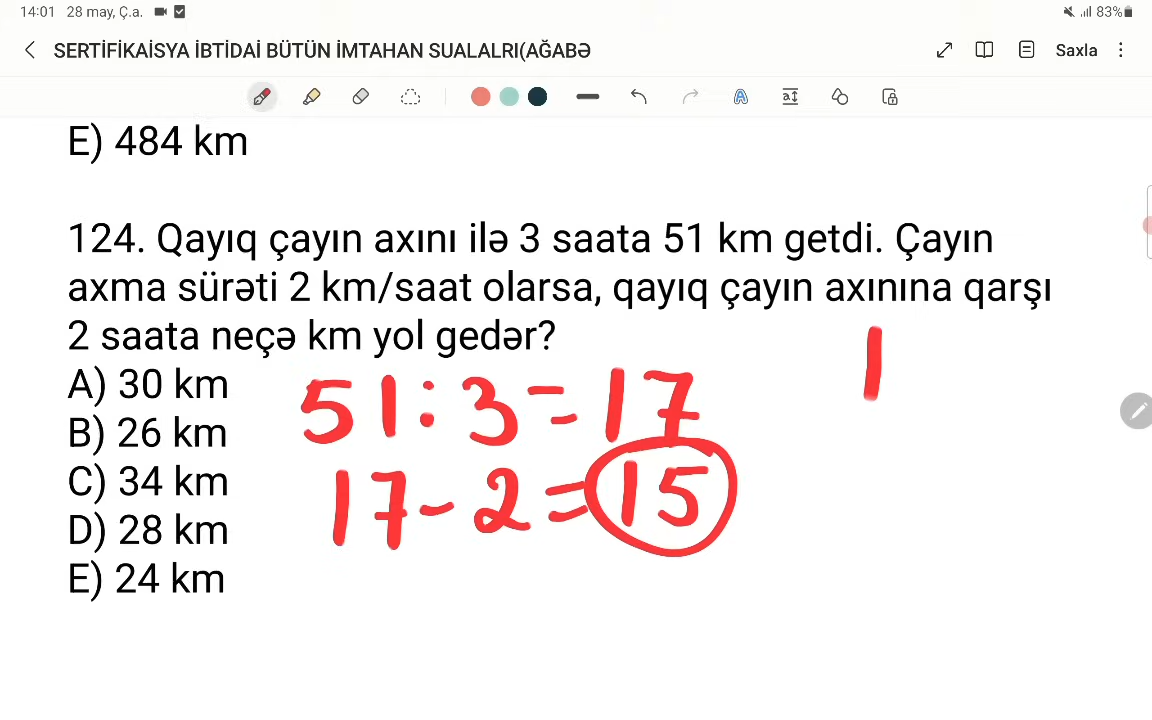 14:01 28 may, Ç.a. 83%
SERTİFİKAİSYA İBTİDAİ BÜTÜN İMTAHAN SUALALRI(AĞABƏ
Saxla
E) 484 km
124. Qayıq çayın axını ilə 3 saata 51 km getdi. Çayın
axma sürəti 2 km/saat olarsa, qayıq çayın axınına qarşı
2 saata neçə km yol gedər?
A) 30 km
B) 26 km
C) 34 km
D) 28 km
E) 24 km
51:3=17
17-2=15
1